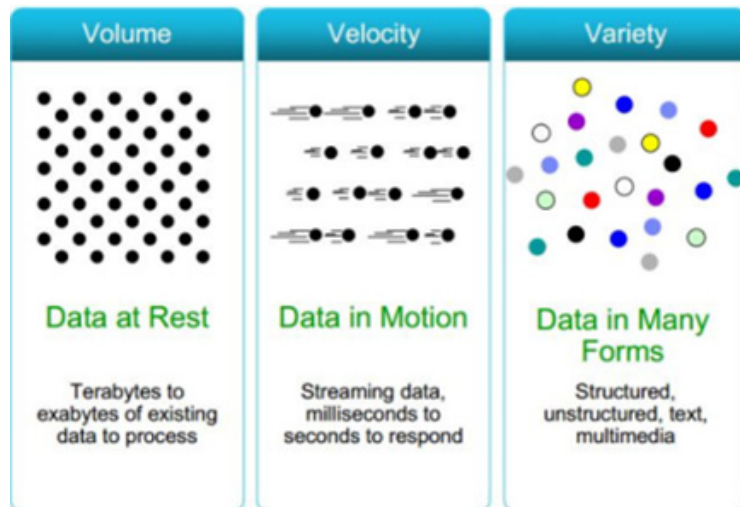 Volume
Data at Rest
Terabytes to
exabytes of existing
data to process
Velocity
Data in Motion
Streaming data,
milliseconds to
seconds to respond
Variety
Data in Many
Forms
Structured,
unstructured, text,
multimedia